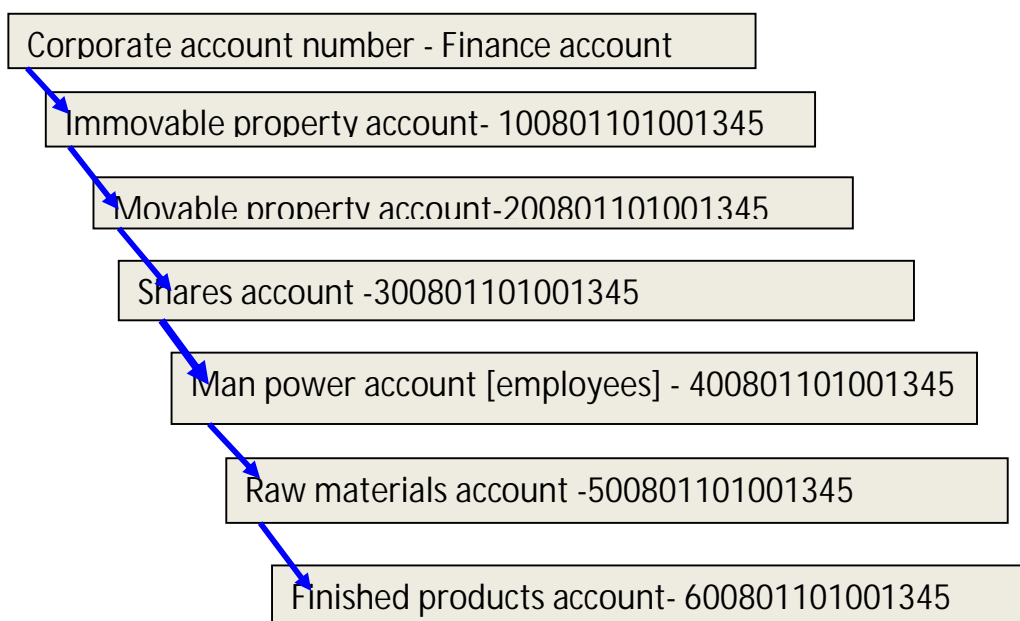 Corporate account number - Finance account
Immovable property account- 100801101001345
Movable property account-200801101001345
Shares account -300801101001345
Man power account [employees] - 400801101001345
Raw materials account -500801101001345
Finished products account- 600801101001345